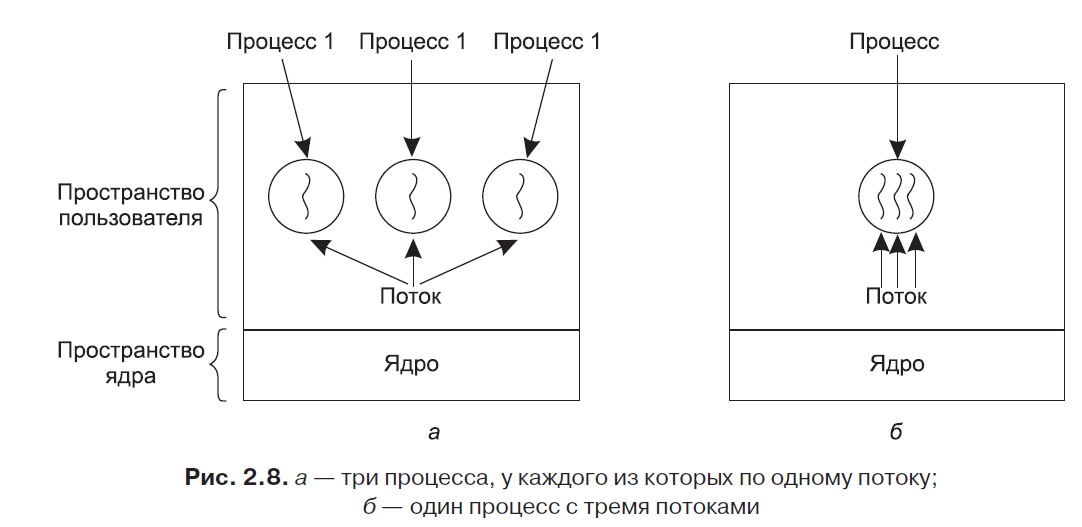 Процесс 1 Процесс 1 Процесс 1
Процесс
Пространство
пользователя
Поток
Поток
Пространство
ядра
Ядро
Ядро
а
б
Рис. 2.8. а — три процесса, у каждого из которых по одному потоку;
б — один процесс с тремя потоками